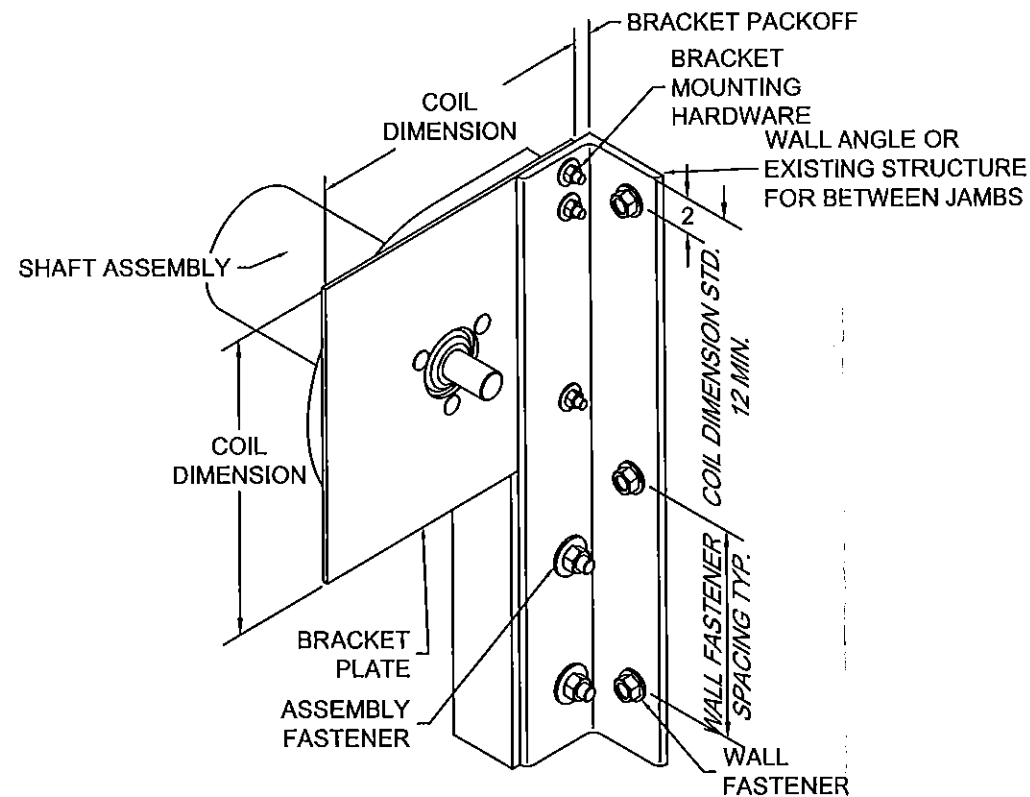 BRACKET PACKOFF
BRACKET
MOUNTING
HARDWARE
COIL
DIMENSION
WALL ANGLE OR
EXISTING STRUCTURE
FOR BETWEEN JAMBS
2
SHAFT ASSEMBLY
COIL DIMENSION STD.
12 MIN.
COIL
DIMENSION
WALL FASTENER
SPACING TYP.
BRACKET
PLATE
ASSEMBLY
FASTENER
WALL
FASTENER